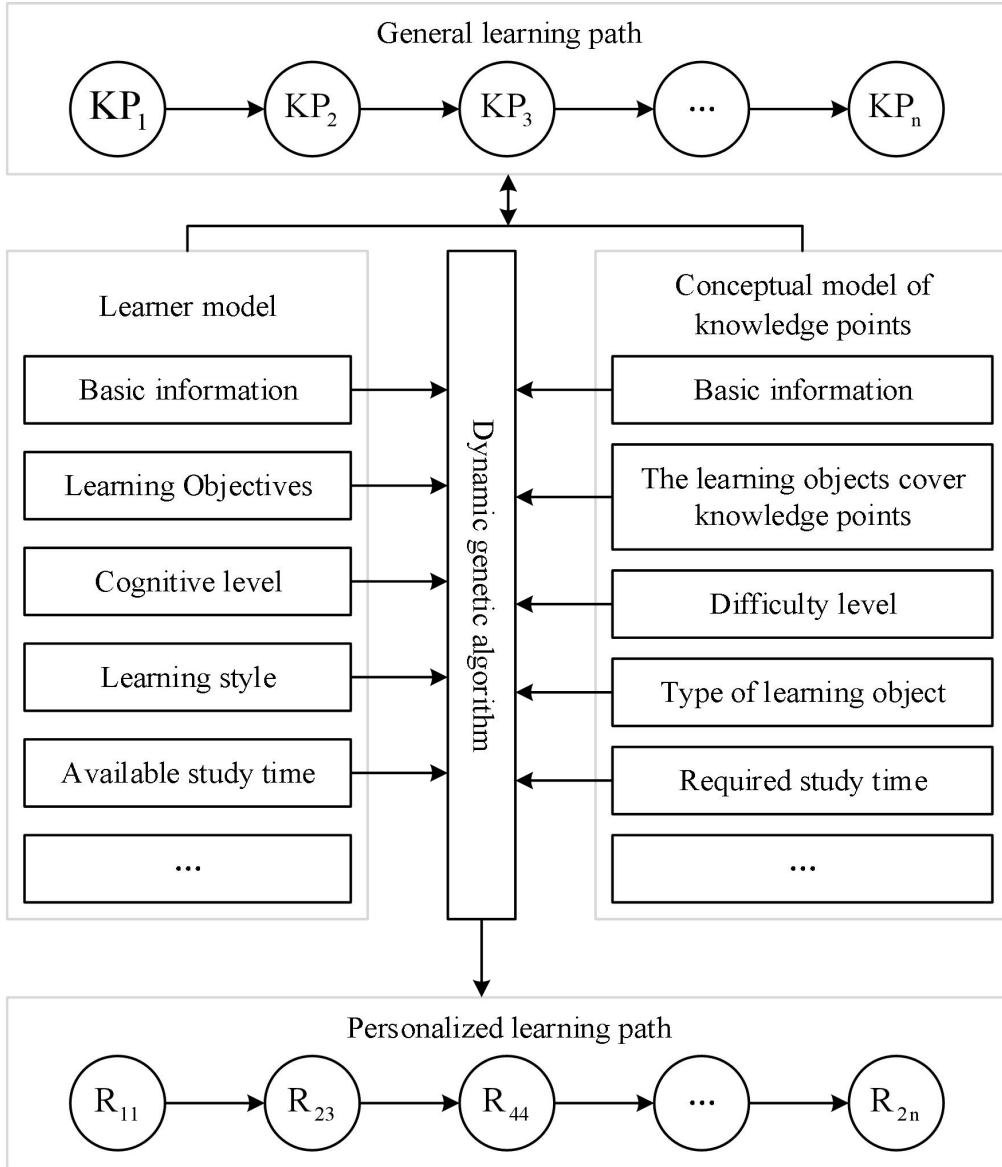 General learning path
KP₁
KP₂
KP₃
...
KPₙ
Learner model
Basic information
Learning Objectives
Cognitive level
Learning style
Available study time
...
Dynamic genetic algorithm
Conceptual model of
knowledge points
Basic information
The learning objects cover
knowledge points
Difficulty level
Type of learning object
Required study time
...
Personalized learning path
R₁₁
R₂₃
R₄₄
...
R₂ₙ